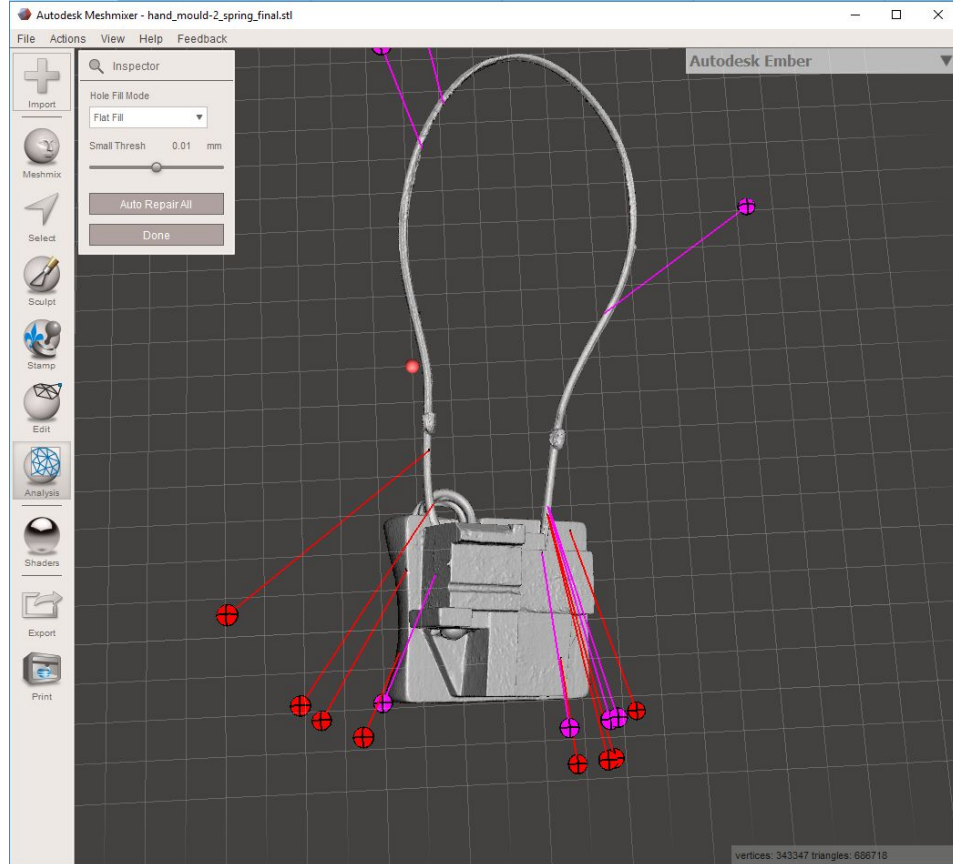 Autodesk Meshmixer - hand_mould-2_spring_final.stl
File Actions View Help Feedback
Import
Meshmix
Select
Sculpt
Stamp
Edit
Analysis
Shaders
Export
Print
Inspector
Hole Fill Mode
Flat Fill
Small Thresh 0.01 mm
Auto Repair All
Done
Autodesk Ember
vertices: 343347 triangles: 686718